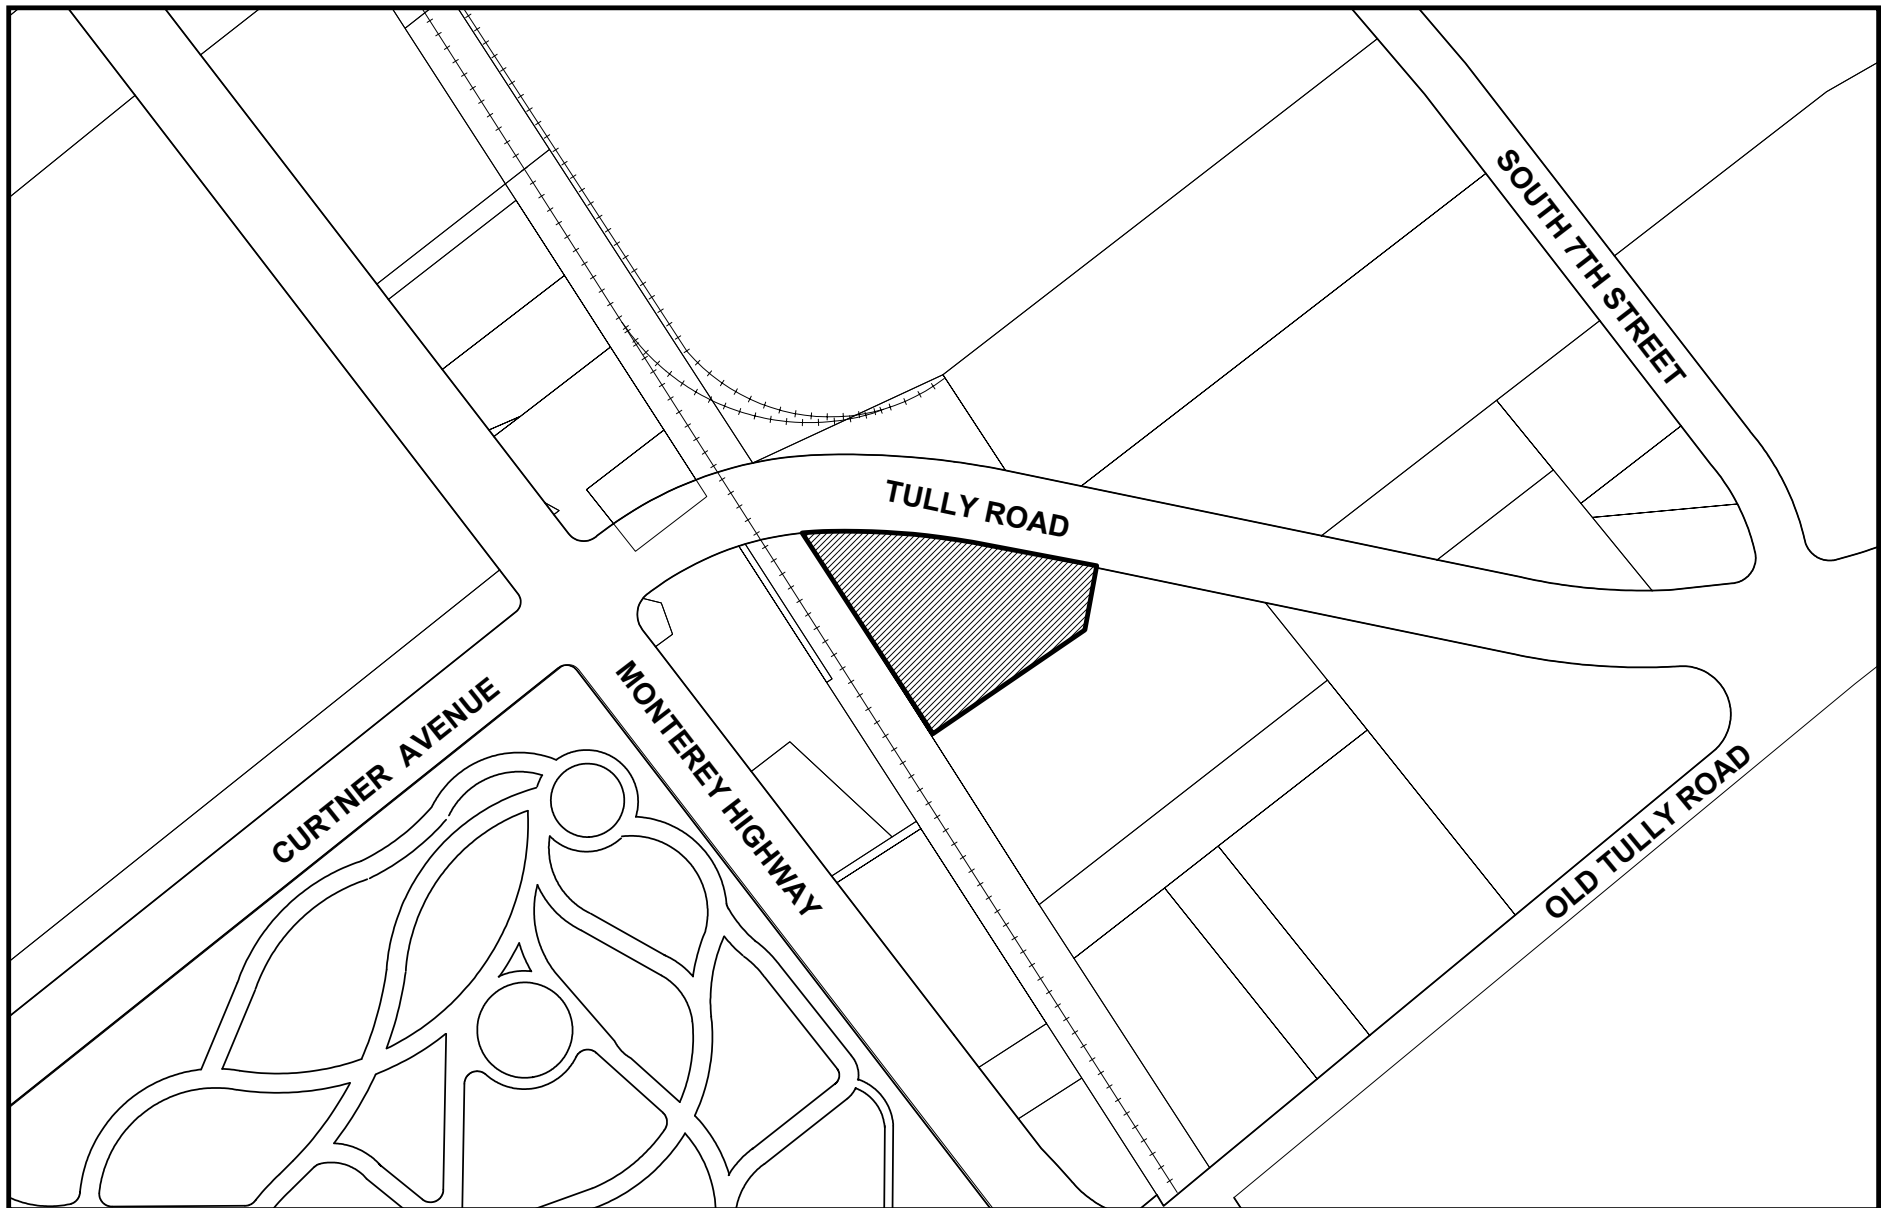 SOUTH 7TH STREET
TULLY ROAD
CURTNER AVENUE
MONTEREY HIGHWAY
OLD TULLY ROAD